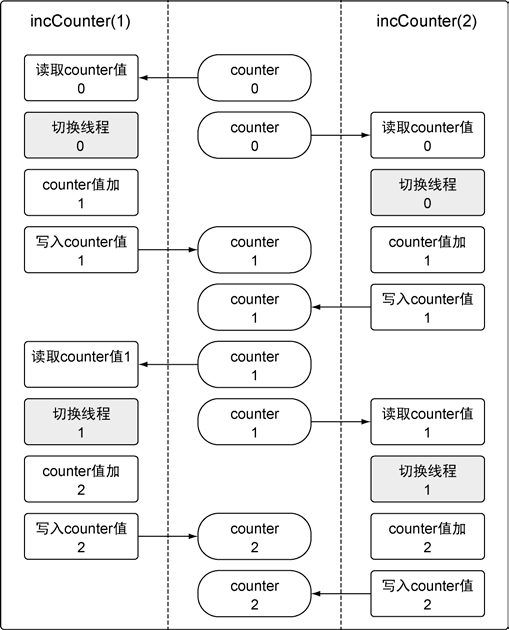 incCounter(1)
incCounter(2)
读取counter值
0
counter
0
切换线程
0
counter
0
读取counter值
0
counter值加
1
切换线程
0
写入counter值
1
counter
1
counter值加
1
counter
1
写入counter值
1
读取counter值1
counter
1
切换线程
1
counter
1
读取counter值
1
counter值加
2
切换线程
1
写入counter值
2
counter
2
counter值加
2
counter
2
写入counter值
2